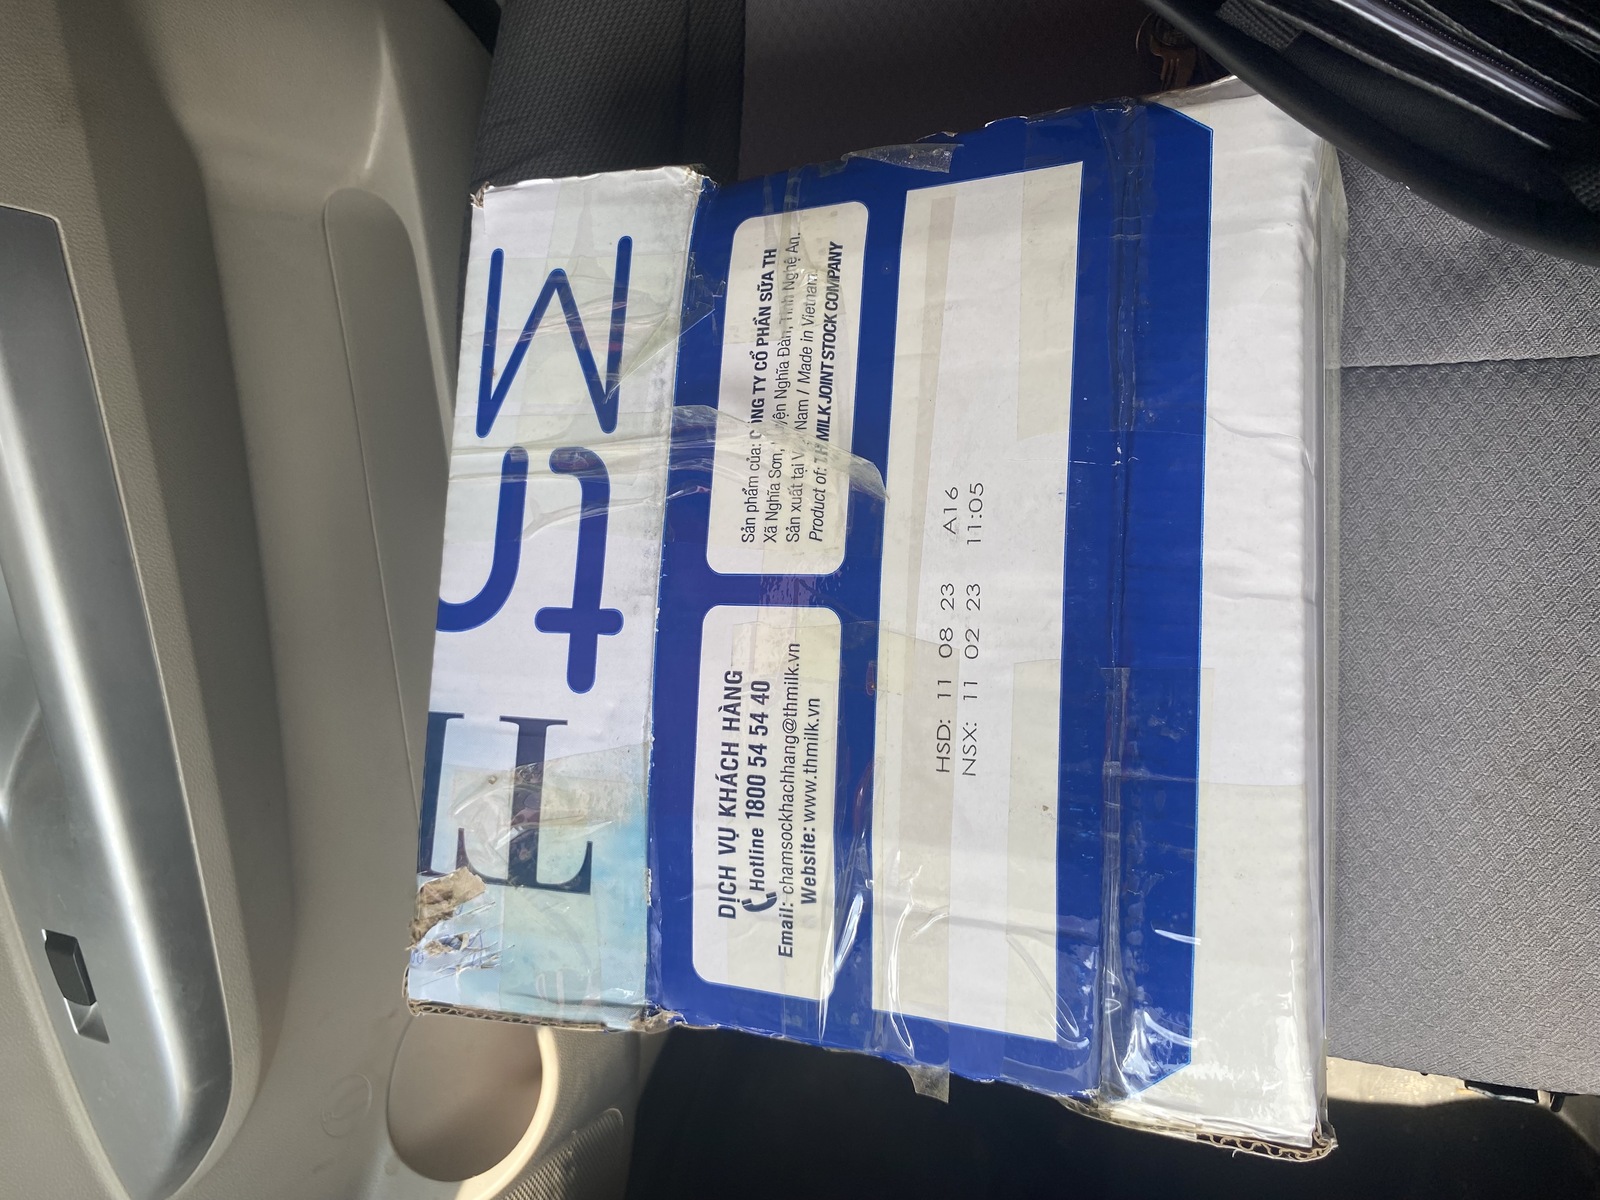 TH
true
M
DỊCH VỤ KHÁCH HÀNG
Hotline 1800 54 54 40
Email: chamsockhachhang@thmilk.vn
Website: www.thmilk.vn
Sản phẩm của: CÔNG TY CỔ PHẦN SỮA TH
Xã Nghĩa Sơn, Huyện Nghĩa Đàn, Tỉnh Nghệ An.
Sản xuất tại Việt Nam / Made in Vietnam
Product of: TH MILK JOINT STOCK COMPANY
HSD: 11 08 23 A16
NSX: 11 02 23 11:05